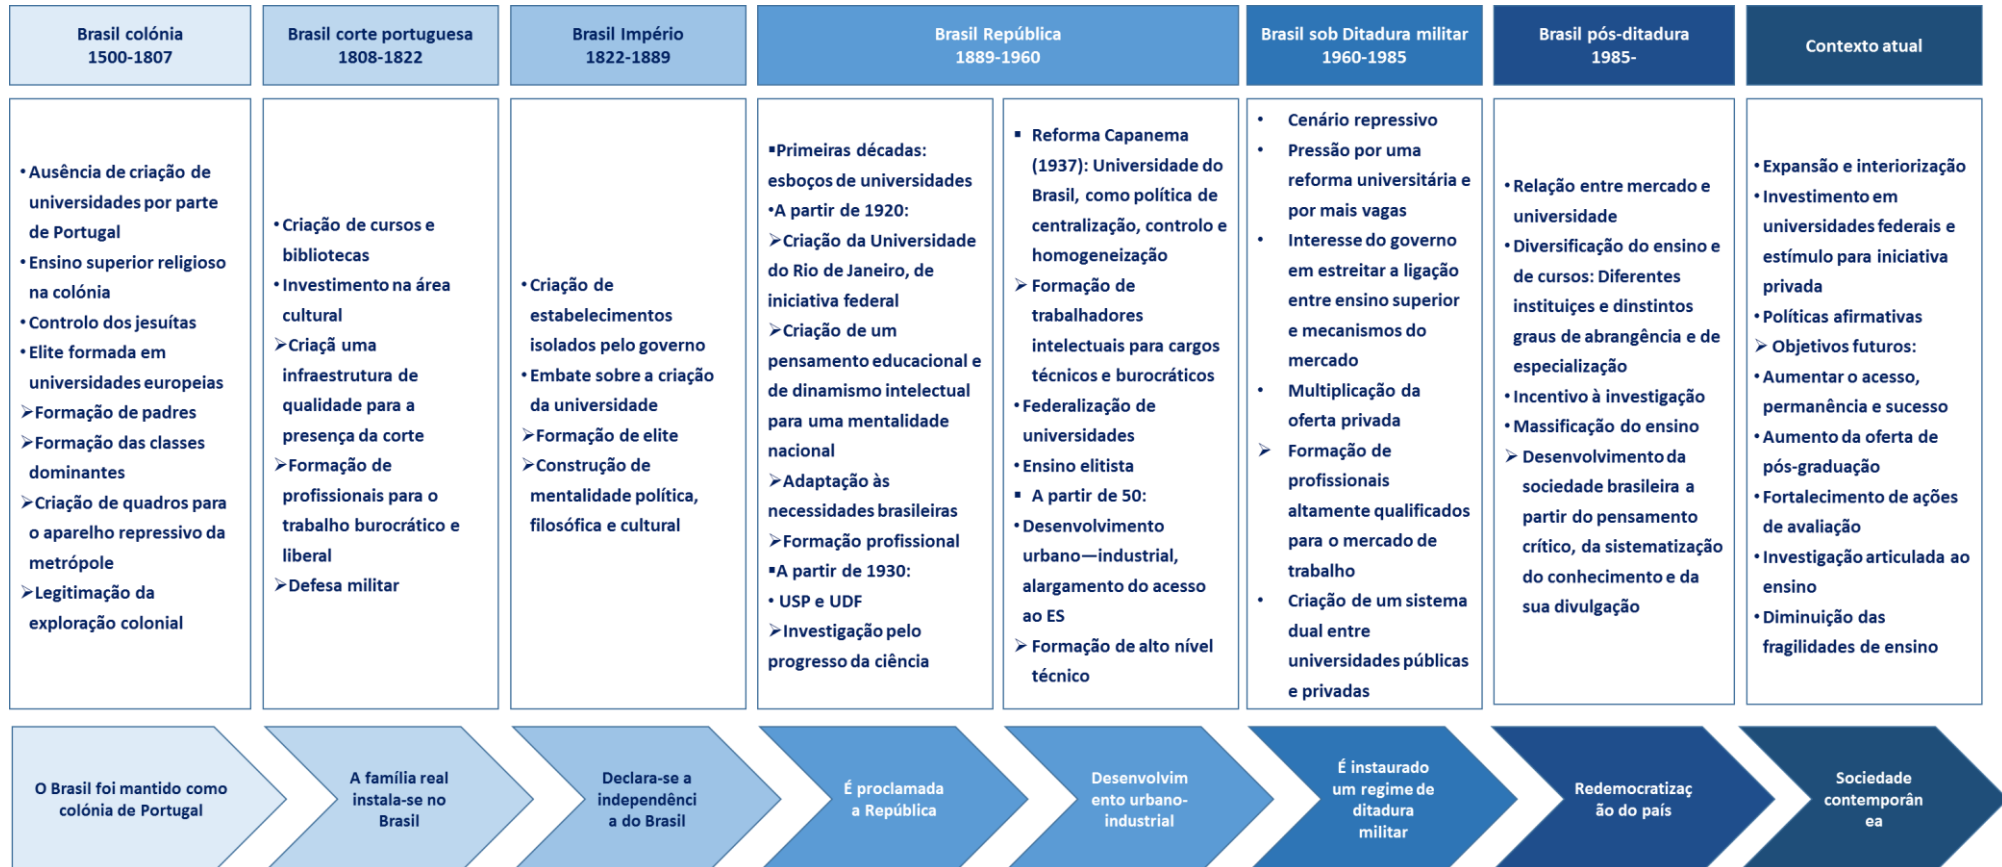 Brasil colónia
1500-1807
Brasil corte portuguesa
1808-1822
Brasil Império
1822-1889
Brasil República
1889-1960
Brasil sob Ditadura militar
1960-1985
Brasil pós-ditadura
1985-
Contexto atual
• Ausência de criação de
universidades por parte
de Portugal
• Ensino superior religioso
na colónia
• Controlo dos jesuítas
• Elite formada em
universidades europeias
➢Formação de padres
➢Formação das classes
dominantes
➢Criação de quadros para
o aparelho repressivo da
metrópole
➢Legitimação da
exploração colonial
• Criação de cursos e
bibliotecas
• Investimento na área
cultural
➢Criaçã uma
infraestrutura de
qualidade para a
presença da corte
➢Formação de
profissionais para o
trabalho burocrático e
liberal
➢Defesa militar
• Criação de
estabelecimentos
isolados pelo governo
• Embate sobre a criação
da universidade
➢Formação de elite
➢Construção de
mentalidade política,
filosófica e cultural
▪Primeiras décadas:
esboços de universidades
•A partir de 1920:
➢Criação da Universidade
do Rio de Janeiro, de
iniciativa federal
➢Criação de um
pensamento educacional e
de dinamismo intelectual
para uma mentalidade
nacional
➢Adaptação às
necessidades brasileiras
➢Formação profissional
▪A partir de 1930:
• USP e UDF
➢Investigação pelo
progresso da ciência
▪ Reforma Capanema
(1937): Universidade do
Brasil, como política de
centralização, controlo e
homogeneização
➢ Formação de
trabalhadores
intelectuais para cargos
técnicos e burocráticos
• Federalização de
universidades
• Ensino elitista
▪ A partir de 50:
• Desenvolvimento
urbano—industrial,
alargamento do acesso
ao ES
➢ Formação de alto nível
técnico
• Cenário repressivo
• Pressão por uma
reforma universitária e
por mais vagas
• Interesse do governo
em estreitar a ligação
entre ensino superior
e mecanismos do
mercado
• Multiplicação da
oferta privada
➢ Formação de
profissionais
altamente qualificados
para o mercado de
trabalho
• Criação de um sistema
dual entre
universidades públicas
e privadas
• Relação entre mercado e
universidade
• Diversificação do ensino e
de cursos: Diferentes
instituiçes e dinstintos
graus de abrangência e de
especialização
• Incentivo à investigação
• Massificação do ensino
➢ Desenvolvimento da
sociedade brasileira a
partir do pensamento
crítico, da sistematização
do conhecimento e da
sua divulgação
• Expansão e interiorização
• Investimento em
universidades federais e
estímulo para iniciativa
privada
• Políticas afirmativas
➢ Objetivos futuros:
• Aumentar o acesso,
permanência e sucesso
• Aumento da oferta de
pós-graduação
• Fortalecimento de ações
de avaliação
• Investigação articulada ao
ensino
• Diminuição das
fragilidades de ensino
O Brasil foi mantido como
colónia de Portugal
A família real
instala-se no
Brasil
Declara-se a
independênci
a do Brasil
É proclamada
a República
Desenvolvim
ento urbano-
industrial
É instaurado
um regime de
ditadura
militar
Redemocratizaç
ão do país
Sociedade
contemporân
ea